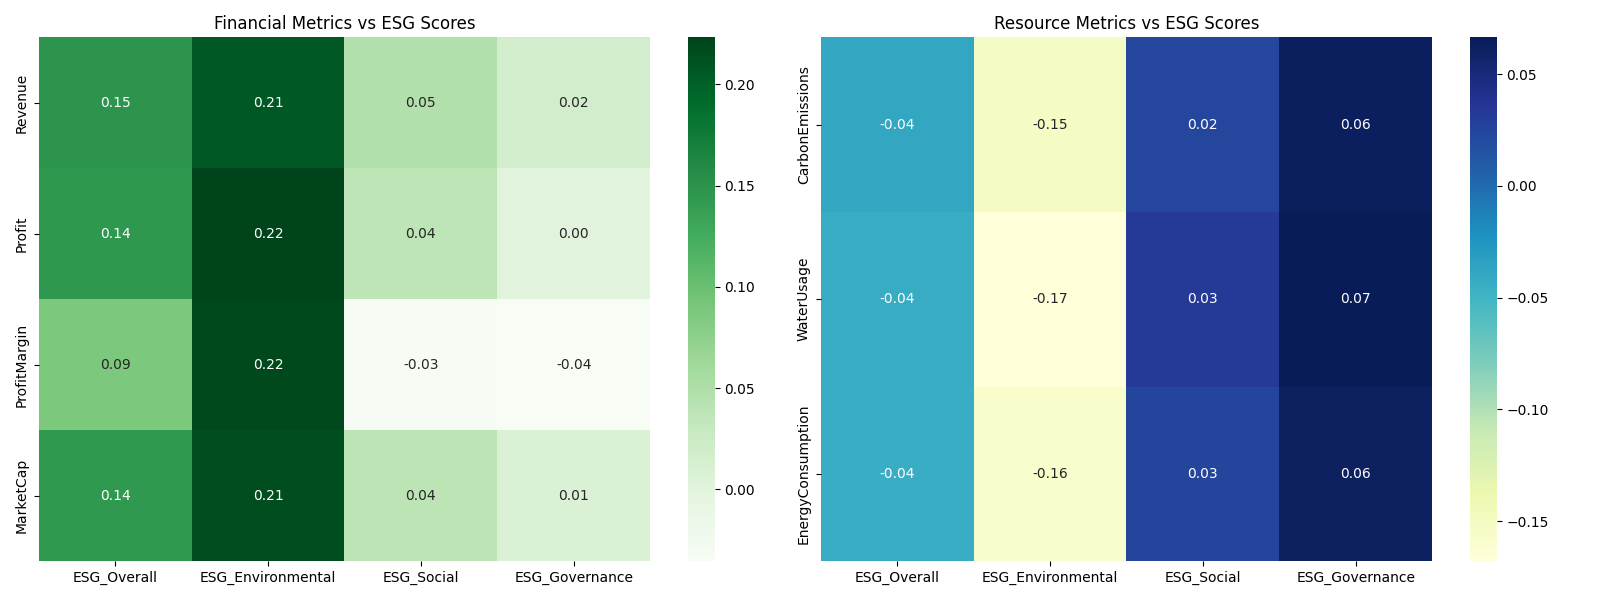 Financial Metrics vs ESG Scores
Revenue
0.15 0.21 0.05 0.02
Profit
0.14 0.22 0.04 0.00
ProfitMargin
0.09 0.22 -0.03 -0.04
MarketCap
0.14 0.21 0.04 0.01
ESG_Overall ESG_Environmental ESG_Social ESG_Governance
0.20
0.15
0.10
0.05
0.00
Resource Metrics vs ESG Scores
CarbonEmissions
-0.04 -0.15 0.02 0.06
WaterUsage
-0.04 -0.17 0.03 0.07
EnergyConsumption
-0.04 -0.16 0.03 0.06
ESG_Overall ESG_Environmental ESG_Social ESG_Governance
0.05
0.00
−0.05
−0.10
−0.15